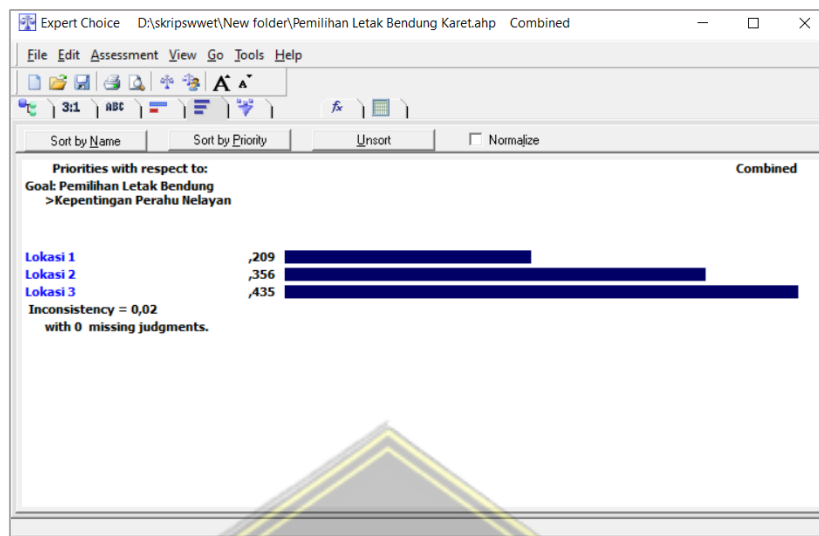 Expert Choice D:\skripswwet\New folder\Pemilihan Letak Bendung Karet.ahp Combined
File Edit Assessment View Go Tools Help
A A
3:1 ABC fx
Sort by Name Sort by Priority Unsort Normalize
Priorities with respect to: Combined
Goal: Pemilihan Letak Bendung
>Kepentingan Perahu Nelayan
Lokasi 1 ,209
Lokasi 2 ,356
Lokasi 3 ,435
Inconsistency = 0,02
with 0 missing judgments.